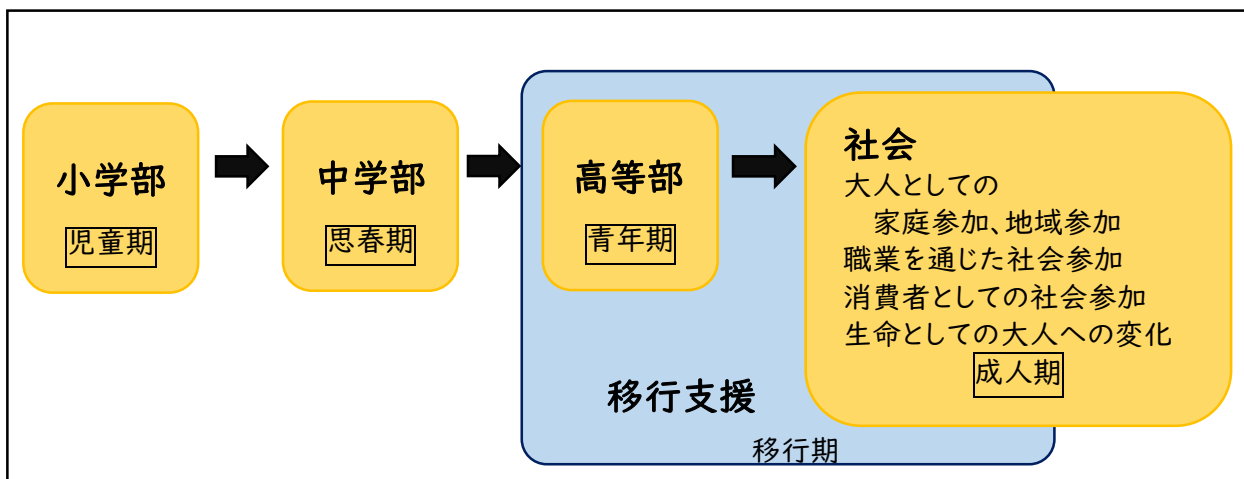 小学部
児童期
中学部
思春期
高等部
青年期
社会
大人としての
家庭参加、地域参加
職業を通じた社会参加
消費者としての社会参加
生命としての大人への変化
成人期
移行支援
移行期